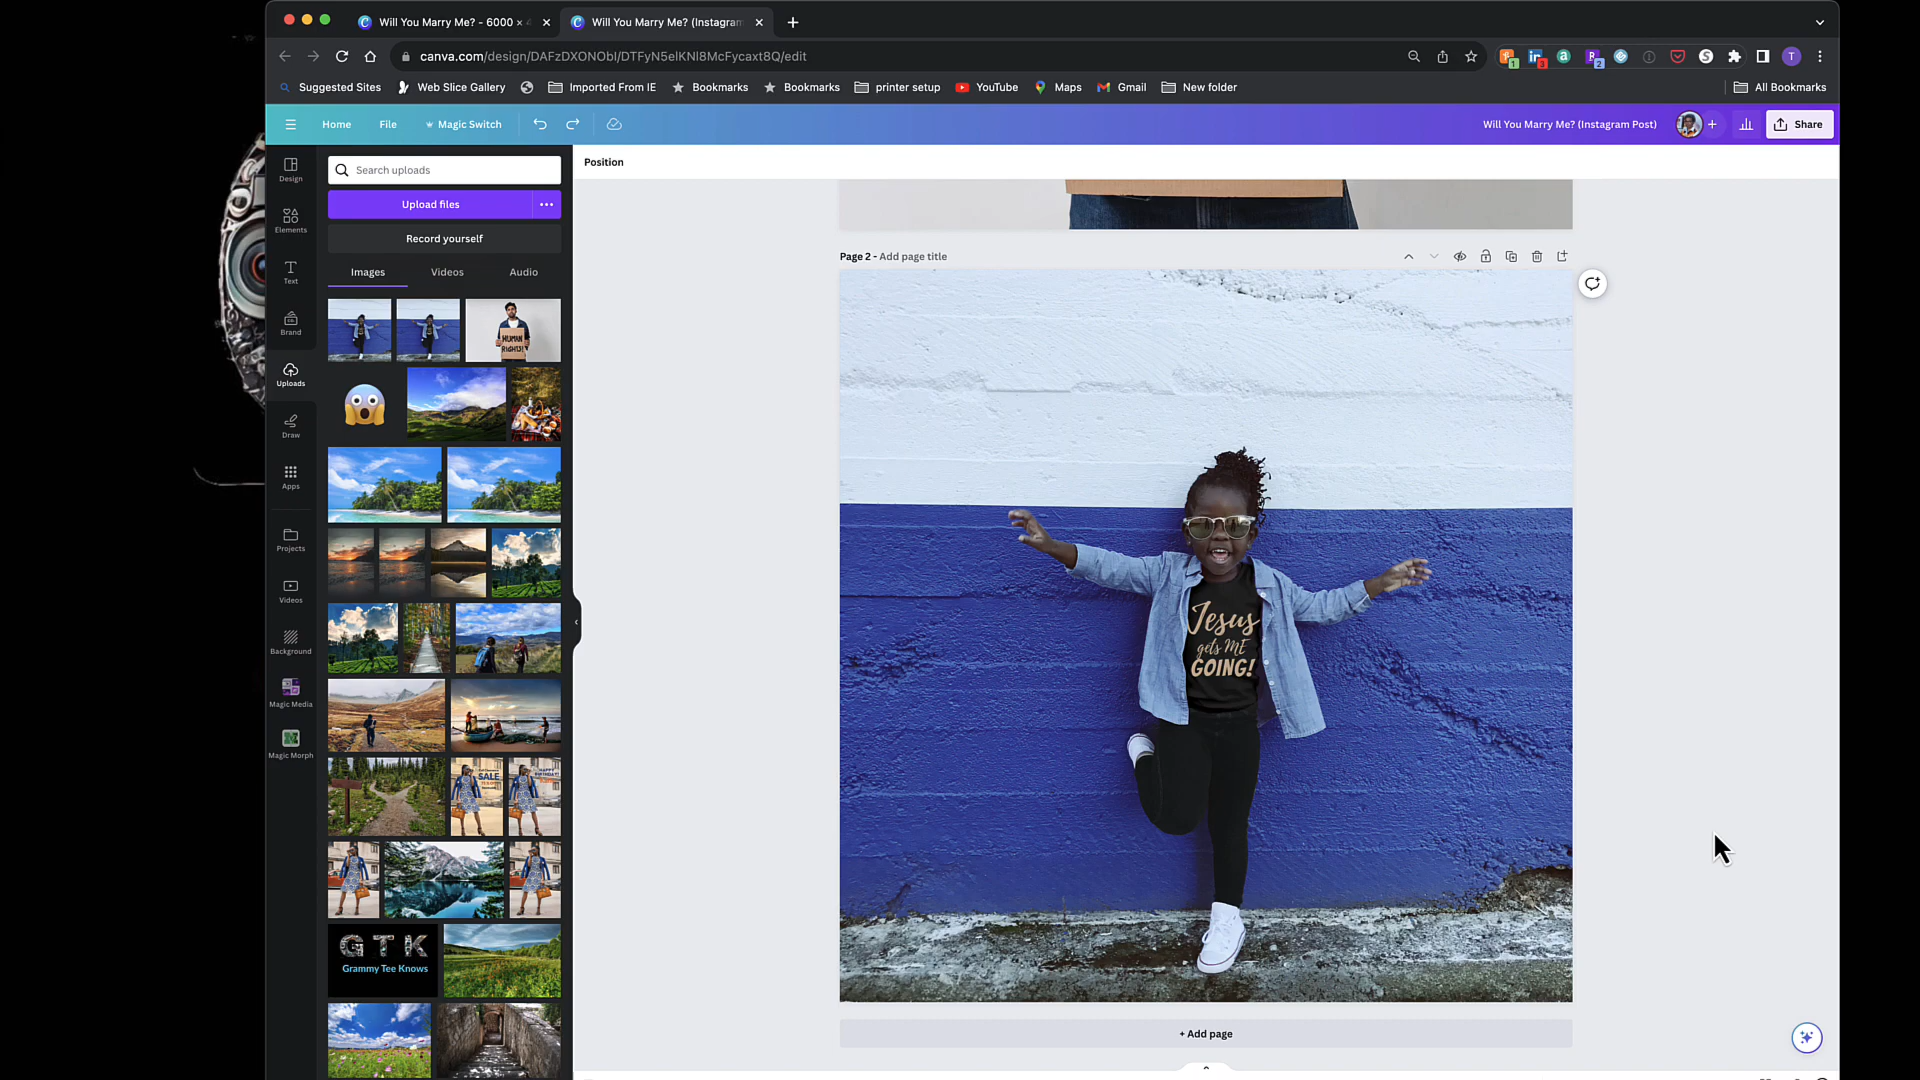 Will You Marry Me? - 6000 ×
Will You Marry Me? (Instagram
canva.com/design/DAFzDXONObI/DTFyN5elKNI8McFycaxt8Q/edit
Suggested Sites
Web Slice Gallery
Imported From IE
Bookmarks
Bookmarks
printer setup
YouTube
Maps
Gmail
New folder
All Bookmarks
Home
File
Magic Switch
Will You Marry Me? (Instagram Post)
Share
Design
Elements
Text
Brand
Uploads
Draw
Apps
Projects
Videos
Background
Magic Media
Magic Morph
Search uploads
Upload files
Record yourself
Images
Videos
Audio
HUMAN
RIGHTS!
SALE
HAPPY
BIRTHDAY!
GTK
Grammy Tee Knows
Position
Page 2 - Add page title
Jesus
gets ME
GOING!
+ Add page